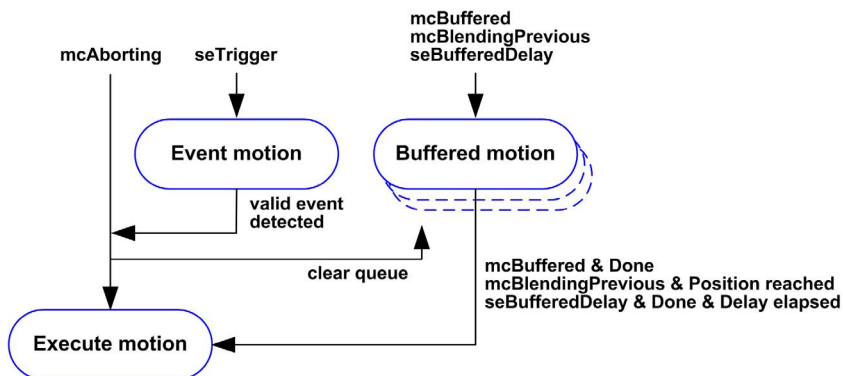 mcBuffered
mcBlendingPrevious
seBufferedDelay
mcAborting
seTrigger
Event motion
Buffered motion
valid event
detected
clear queue
mcBuffered & Done
mcBlendingPrevious & Position reached
seBufferedDelay & Done & Delay elapsed
Execute motion